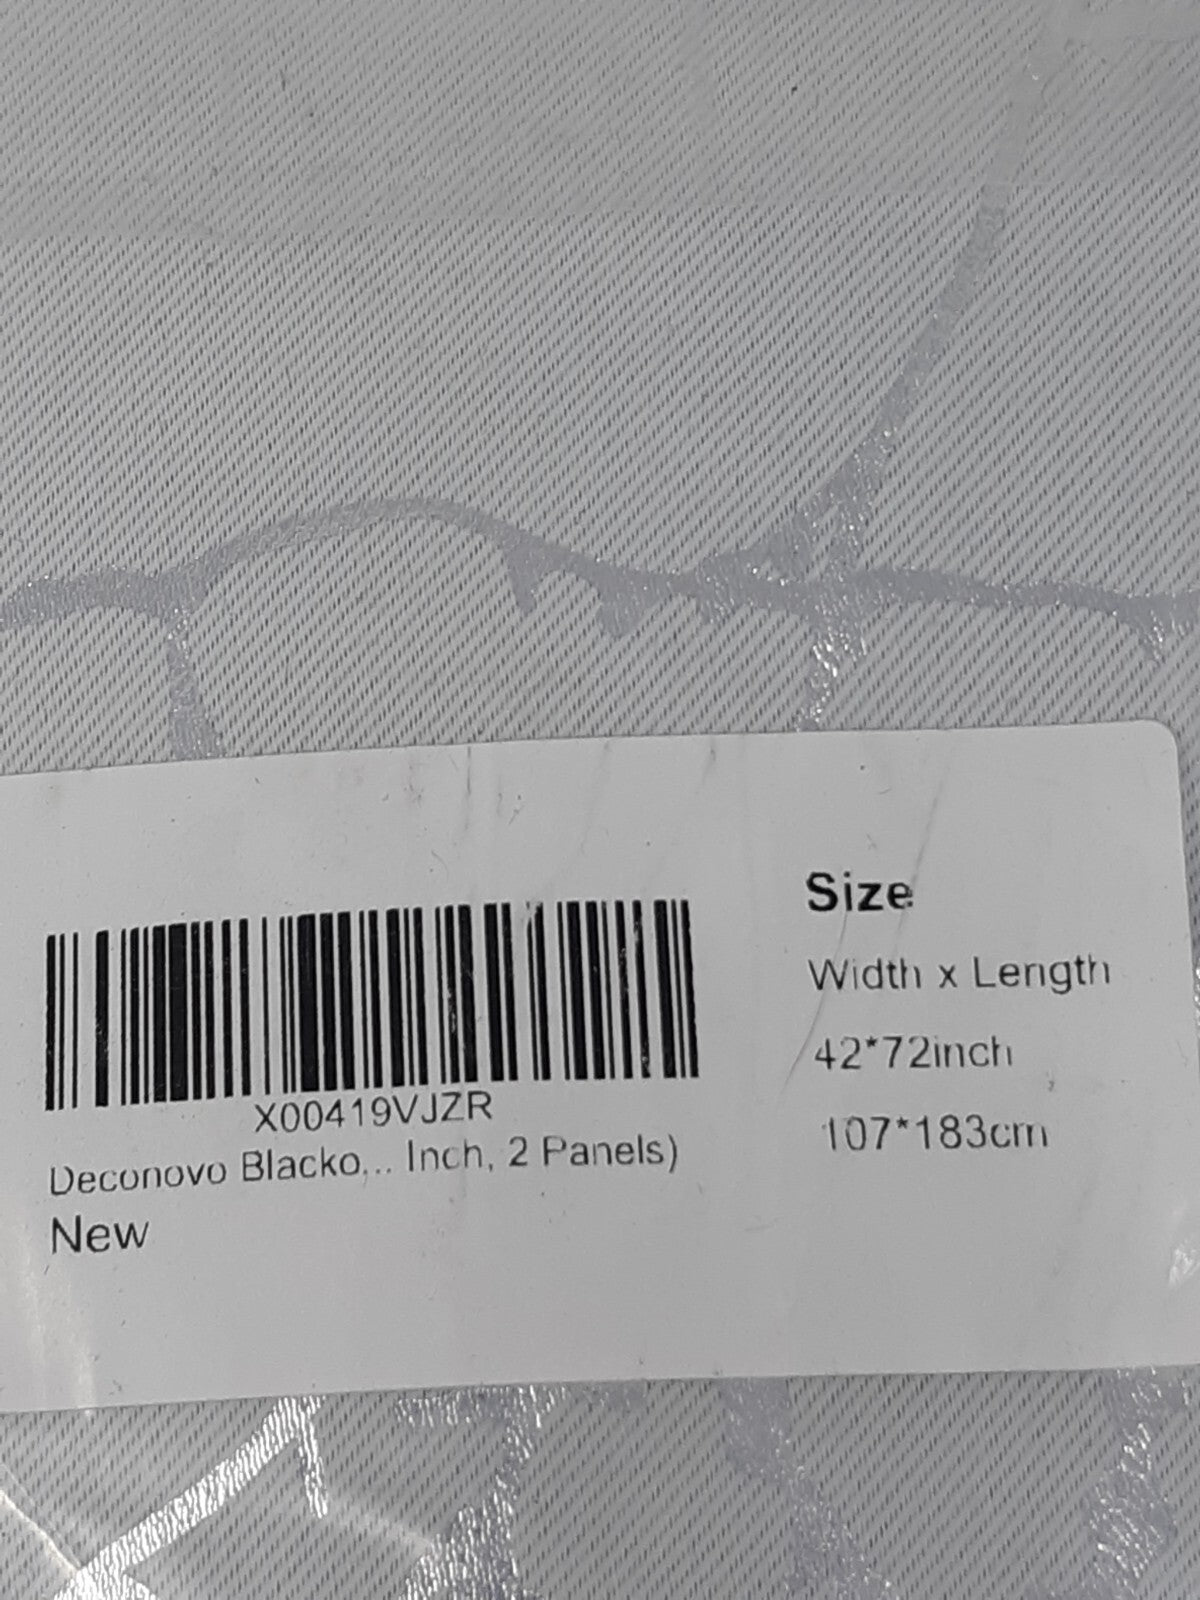 X00419VJZR
Deconovo Blacko... Inch, 2 Panels)
New
Size
Width x Length
42*72inch
107*183cm